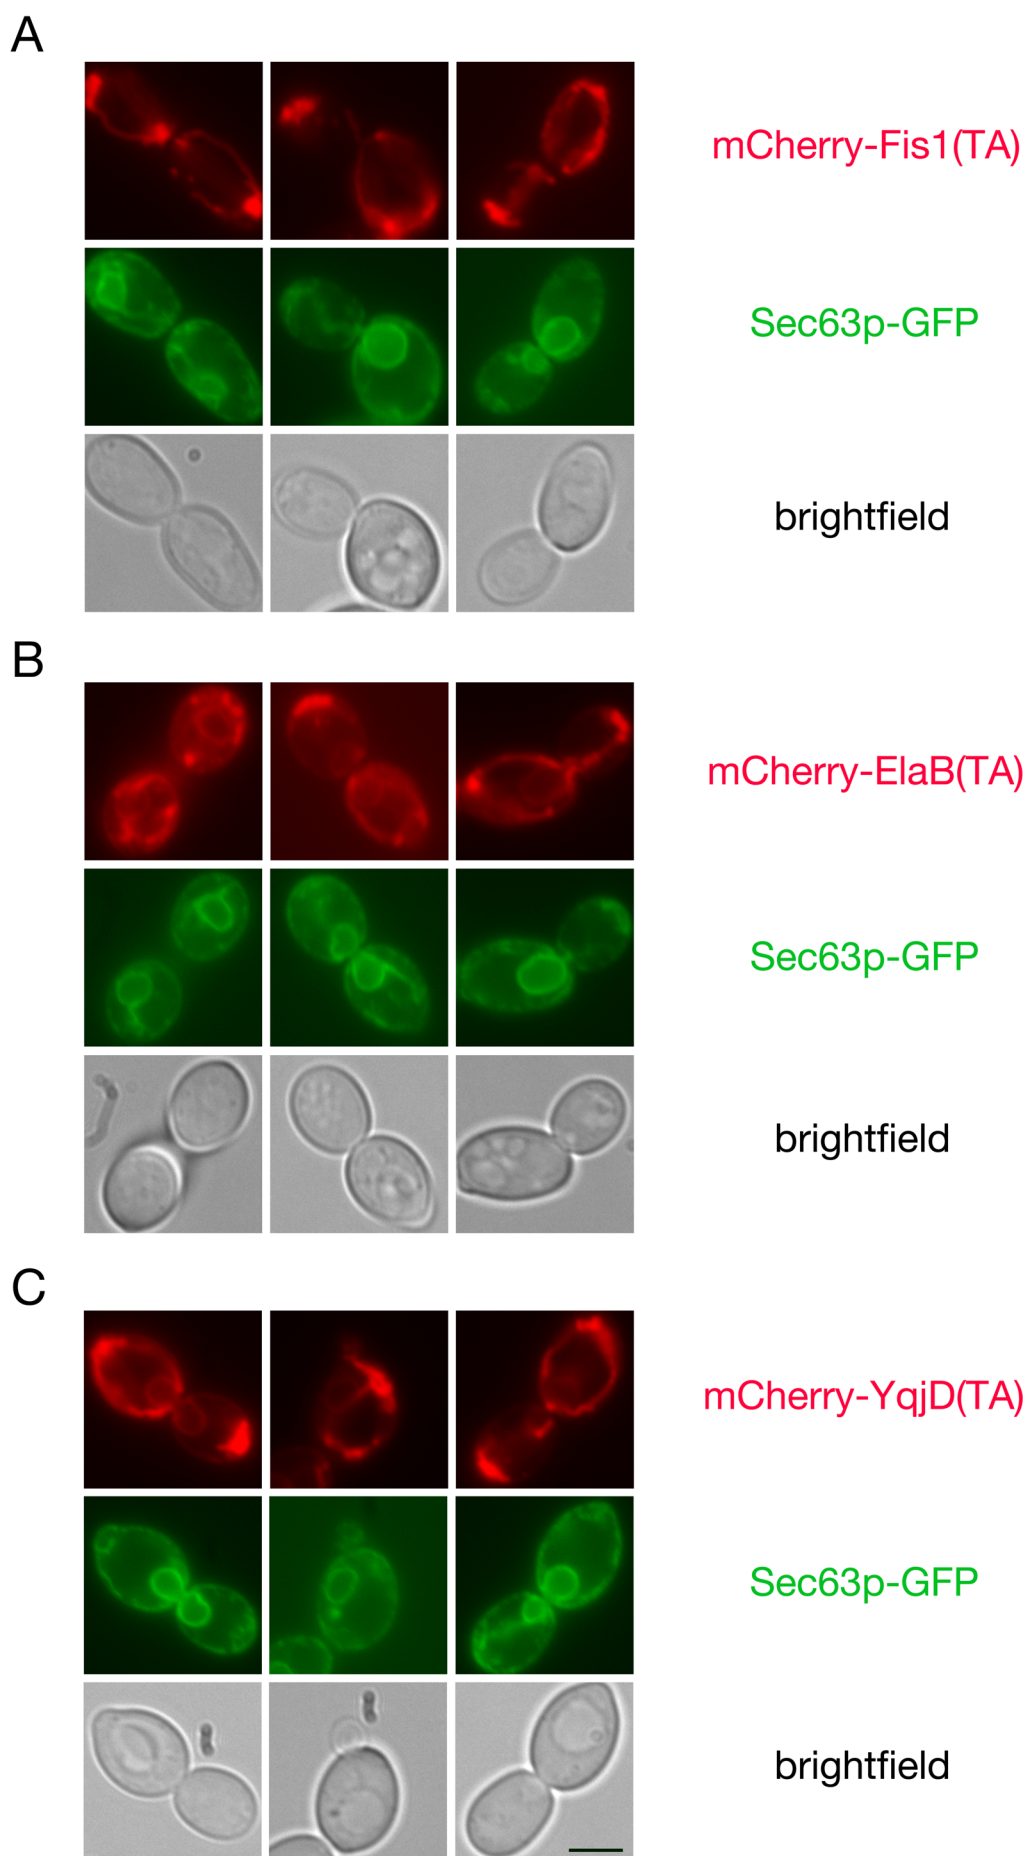 A
mCherry-Fis1(TA)
Sec63p-GFP
brightfield
B
mCherry-ElaB(TA)
Sec63p-GFP
brightfield
C
mCherry-YqjD(TA)
Sec63p-GFP
brightfield